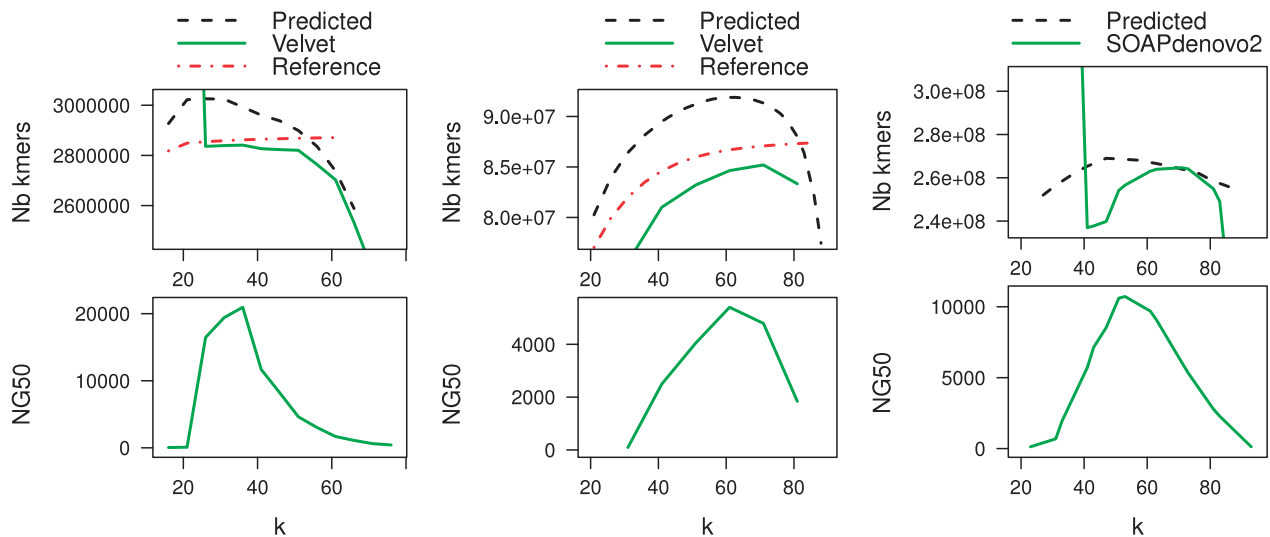 Predicted
Velvet
Reference
Nb kmers
3000000
2800000
2600000
20 40 60
NG50
20000
10000
0
20 40 60
k
Predicted
Velvet
Reference
Nb kmers
9.0e+07
8.5e+07
8.0e+07
20 40 60 80
NG50
4000
2000
0
20 40 60 80
k
Predicted
SOAPdenovo2
Nb kmers
3.0e+08
2.8e+08
2.6e+08
2.4e+08
20 40 60 80
NG50
10000
5000
0
20 40 60 80
k